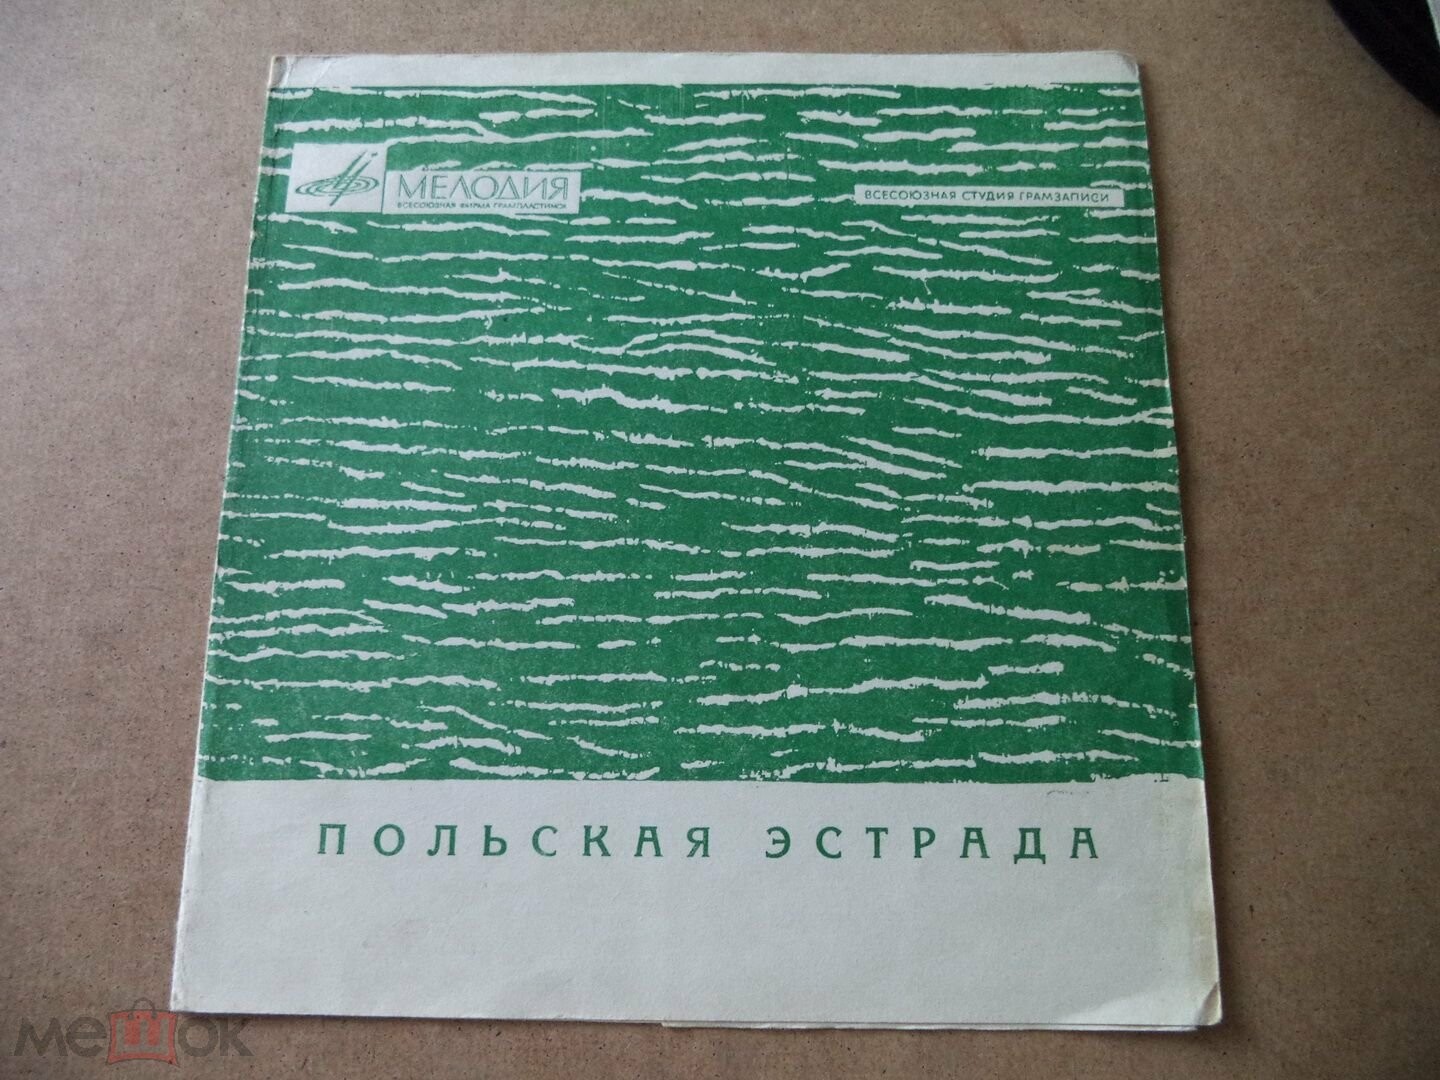 МЕЛОДИЯ
ВСЕСОЮЗНАЯ ФИРМА ГРАМПЛАСТИНОК
ВСЕСОЮЗНАЯ СТУДИЯ ГРАМЗАПИСИ
ПОЛЬСКАЯ ЭСТРАДА
мешок